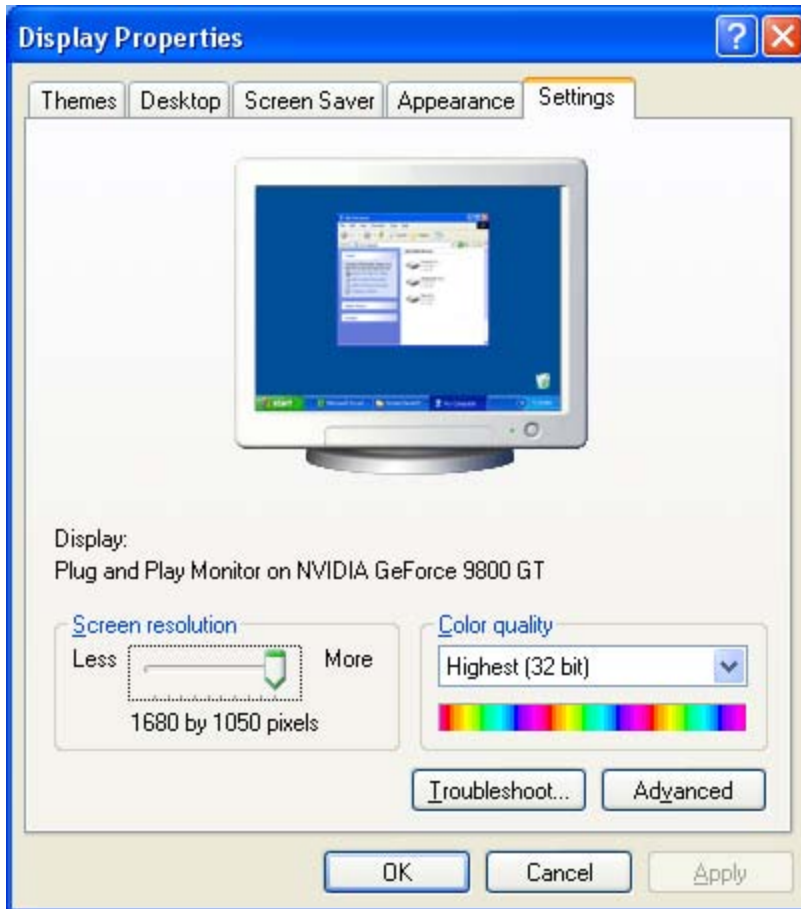 Display Properties
Themes
Desktop
Screen Saver
Appearance
Settings
Display:
Plug and Play Monitor on NVIDIA GeForce 9800 GT
Screen resolution
Less
More
1680 by 1050 pixels
Color quality
Highest (32 bit)
Troubleshoot...
Advanced
OK
Cancel
Apply